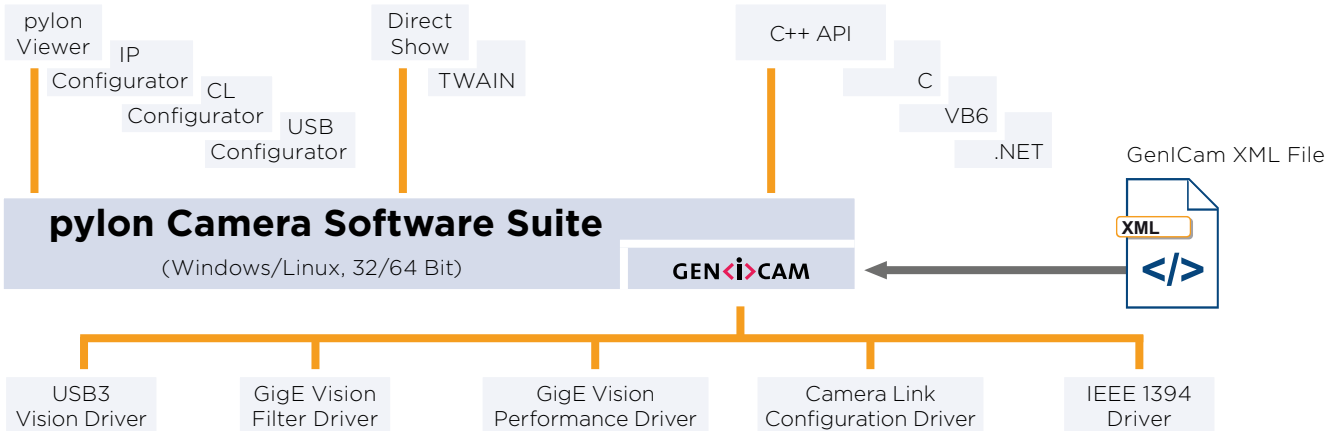 pylon
Viewer
IP
Configurator
CL
Configurator
USB
Configurator
Direct
Show
TWAIN
C++ API
C
VB6
.NET
GenICam XML File
XML
</>
pylon Camera Software Suite
(Windows/Linux, 32/64 Bit)
GEN<i>CAM
USB3
Vision Driver
GigE Vision
Filter Driver
GigE Vision
Performance Driver
Camera Link
Configuration Driver
IEEE 1394
Driver